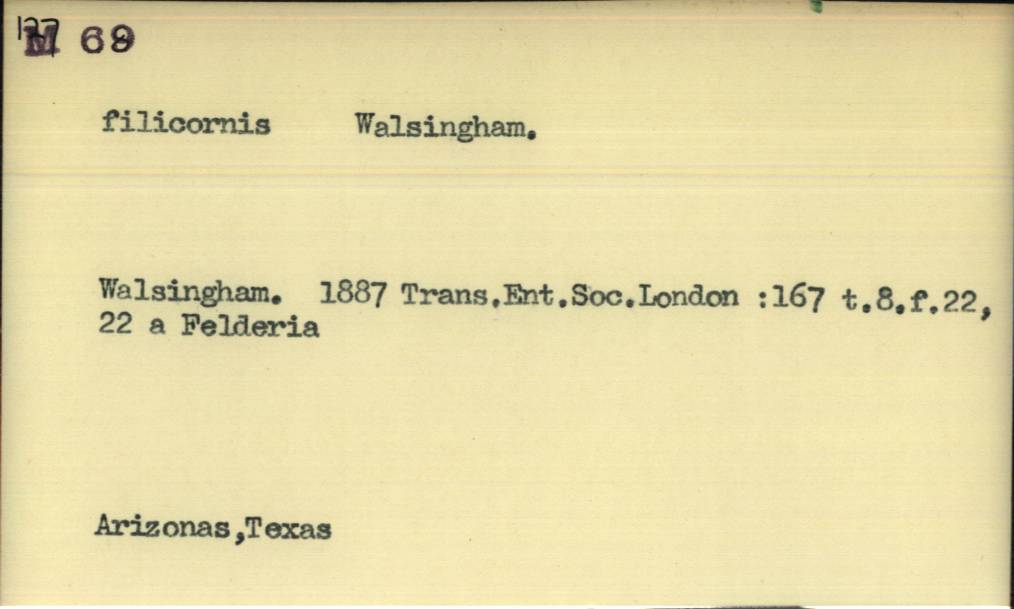 127
M 69
filicornis Walsingham.
Walsingham. 1887 Trans.Ent.Soc.London :167 t.8.f.22,
22 a Felderia
Arizonas,Texas